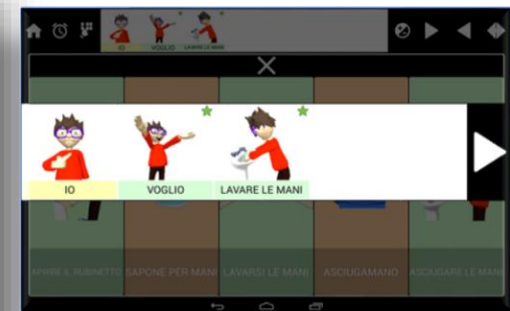 IO VOGLIO LAVARE LE MANI
IO VOGLIO LAVARE LE MANI
APRIRE IL RUBINETTO SAPONE PER MANI LAVARSI LE MANI ASCIUGAMANO ASCIUGARE LE MANI